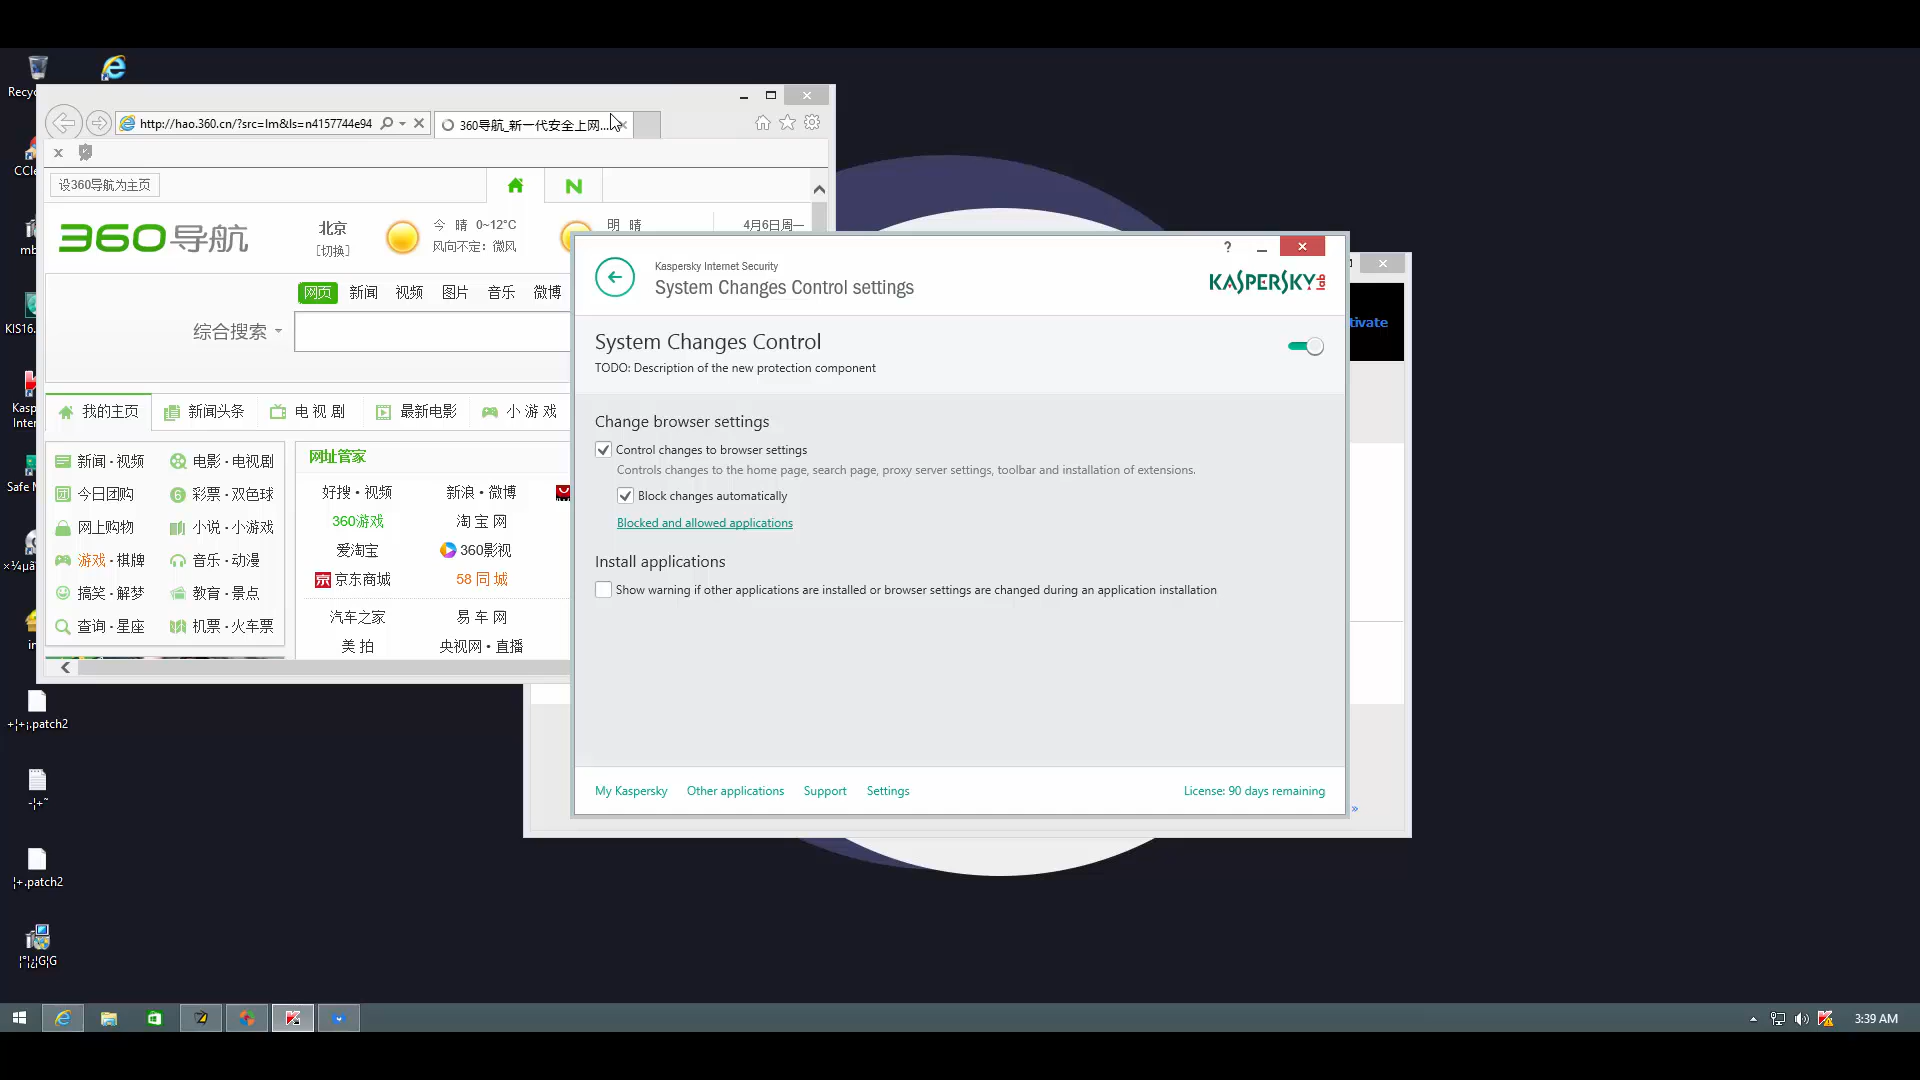 Recyc
CCle
mb
KIS16.
Kasp
Inter
Safe M
in
+¦+¡.patch2
¦+.patch2
http://hao.360.cn/?src=lm&ls=n4157744e94
360导航_新一代安全上网...
设360导航为主页
360导航
北京
[切换]
今 晴 0~12°C
风向不定: 微风
明 晴
4月6日周一
网页 新闻 视频 图片 音乐 微博
综合搜索
我的主页 新闻头条 电视剧 最新电影 小游戏
新闻·视频 电影·电视剧
今日团购 彩票·双色球
网上购物 小说·小游戏
游戏·棋牌 音乐·动漫
搞笑·解梦 教育·景点
查询·星座 机票·火车票
网址管家
好搜·视频 新浪·微博
360游戏 淘宝网
爱淘宝 360影视
京东商城 58同城
汽车之家 易车网
美拍 央视网·直播
Kaspersky Internet Security
System Changes Control settings
KASPERSKY lab
System Changes Control
TODO: Description of the new protection component
Change browser settings
Control changes to browser settings
Controls changes to the home page, search page, proxy server settings, toolbar and installation of extensions.
Block changes automatically
Blocked and allowed applications
Install applications
Show warning if other applications are installed or browser settings are changed during an application installation
My Kaspersky Other applications Support Settings
License: 90 days remaining
tivate
»
3:39 AM